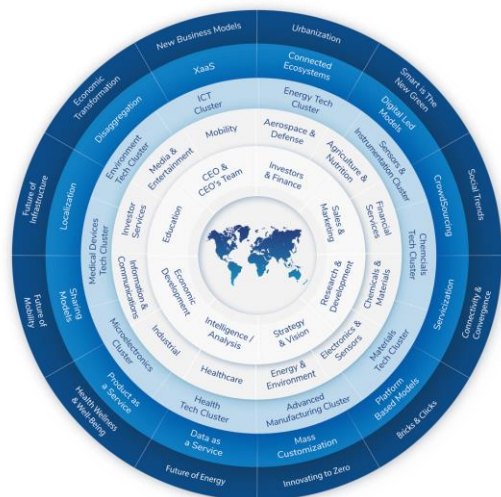 New Business Models
Urbanization
Smart is The
New Green
Social Trends
Connectivity &
Convergence
Bricks & Clicks
Innovating to Zero
Future of Energy
Health Wellness
& Well-Being
Future of
Mobility
Future of
Infrastructure
Economic
Transformation
XaaS
Connected
Ecosystems
Digital Led
Models
CrowdSourcing
Servicization
Platform
Based Models
Mass
Customization
Data as
a Service
Product as
a Service
Sharing
Models
Localization
Disaggregation
ICT
Cluster
Energy Tech
Cluster
Sensors &
Instrumentation Cluster
Chemcials
Tech Cluster
Materials
Tech Cluster
Advanced
Manufacturing Cluster
Health
Tech Cluster
Microelectronics
Cluster
Medical Devices
Tech Cluster
Environment
Tech Cluster
Mobility
Aerospace &
Defense
Agriculture &
Nutrition
Financial
Services
Chemicals &
Materials
Electronics &
Sensors
Energy &
Environment
Healthcare
Industrial
Information &
Communications
Investor
Services
Media &
Entertainment
CEO &
CEO's Team
Investors
& Finance
Sales &
Marketing
Research &
Development
Strategy
& Vision
Intelligence /
Analysis
Economic
Development
Education